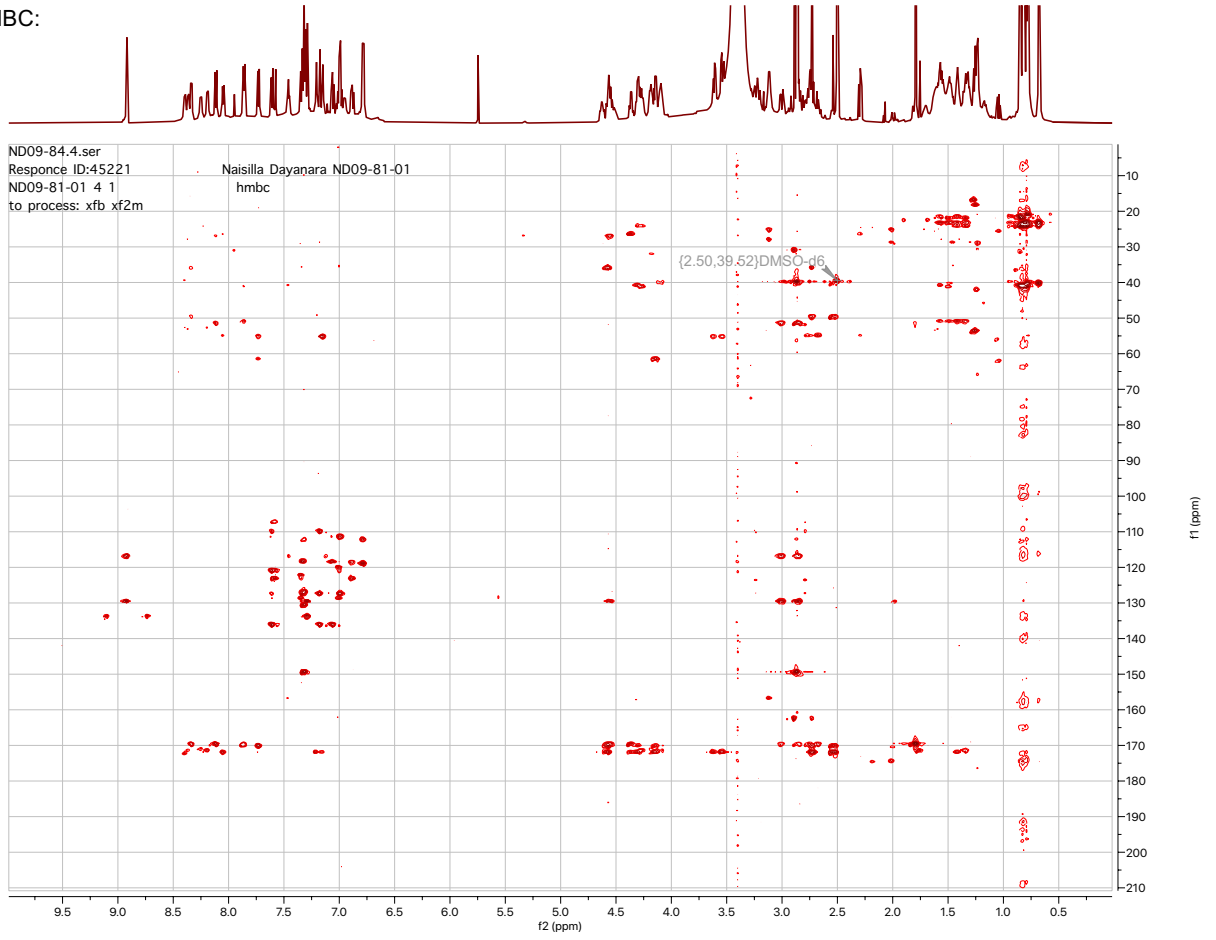 MBC:
ND09-84.4.ser
Responce ID:45221 Naisilla Dayanara ND09-81-01
ND09-81-01 4 1 hmbc
to process: xfb xf2m
{2.50,39.52}DMSO-d6
10
20
30
40
50
60
70
80
90
100
110
120
130
140
150
160
170
180
190
200
210
f1 (ppm)
9.5 9.0 8.5 8.0 7.5 7.0 6.5 6.0 5.5 5.0 4.5 4.0 3.5 3.0 2.5 2.0 1.5 1.0 0.5
f2 (ppm)